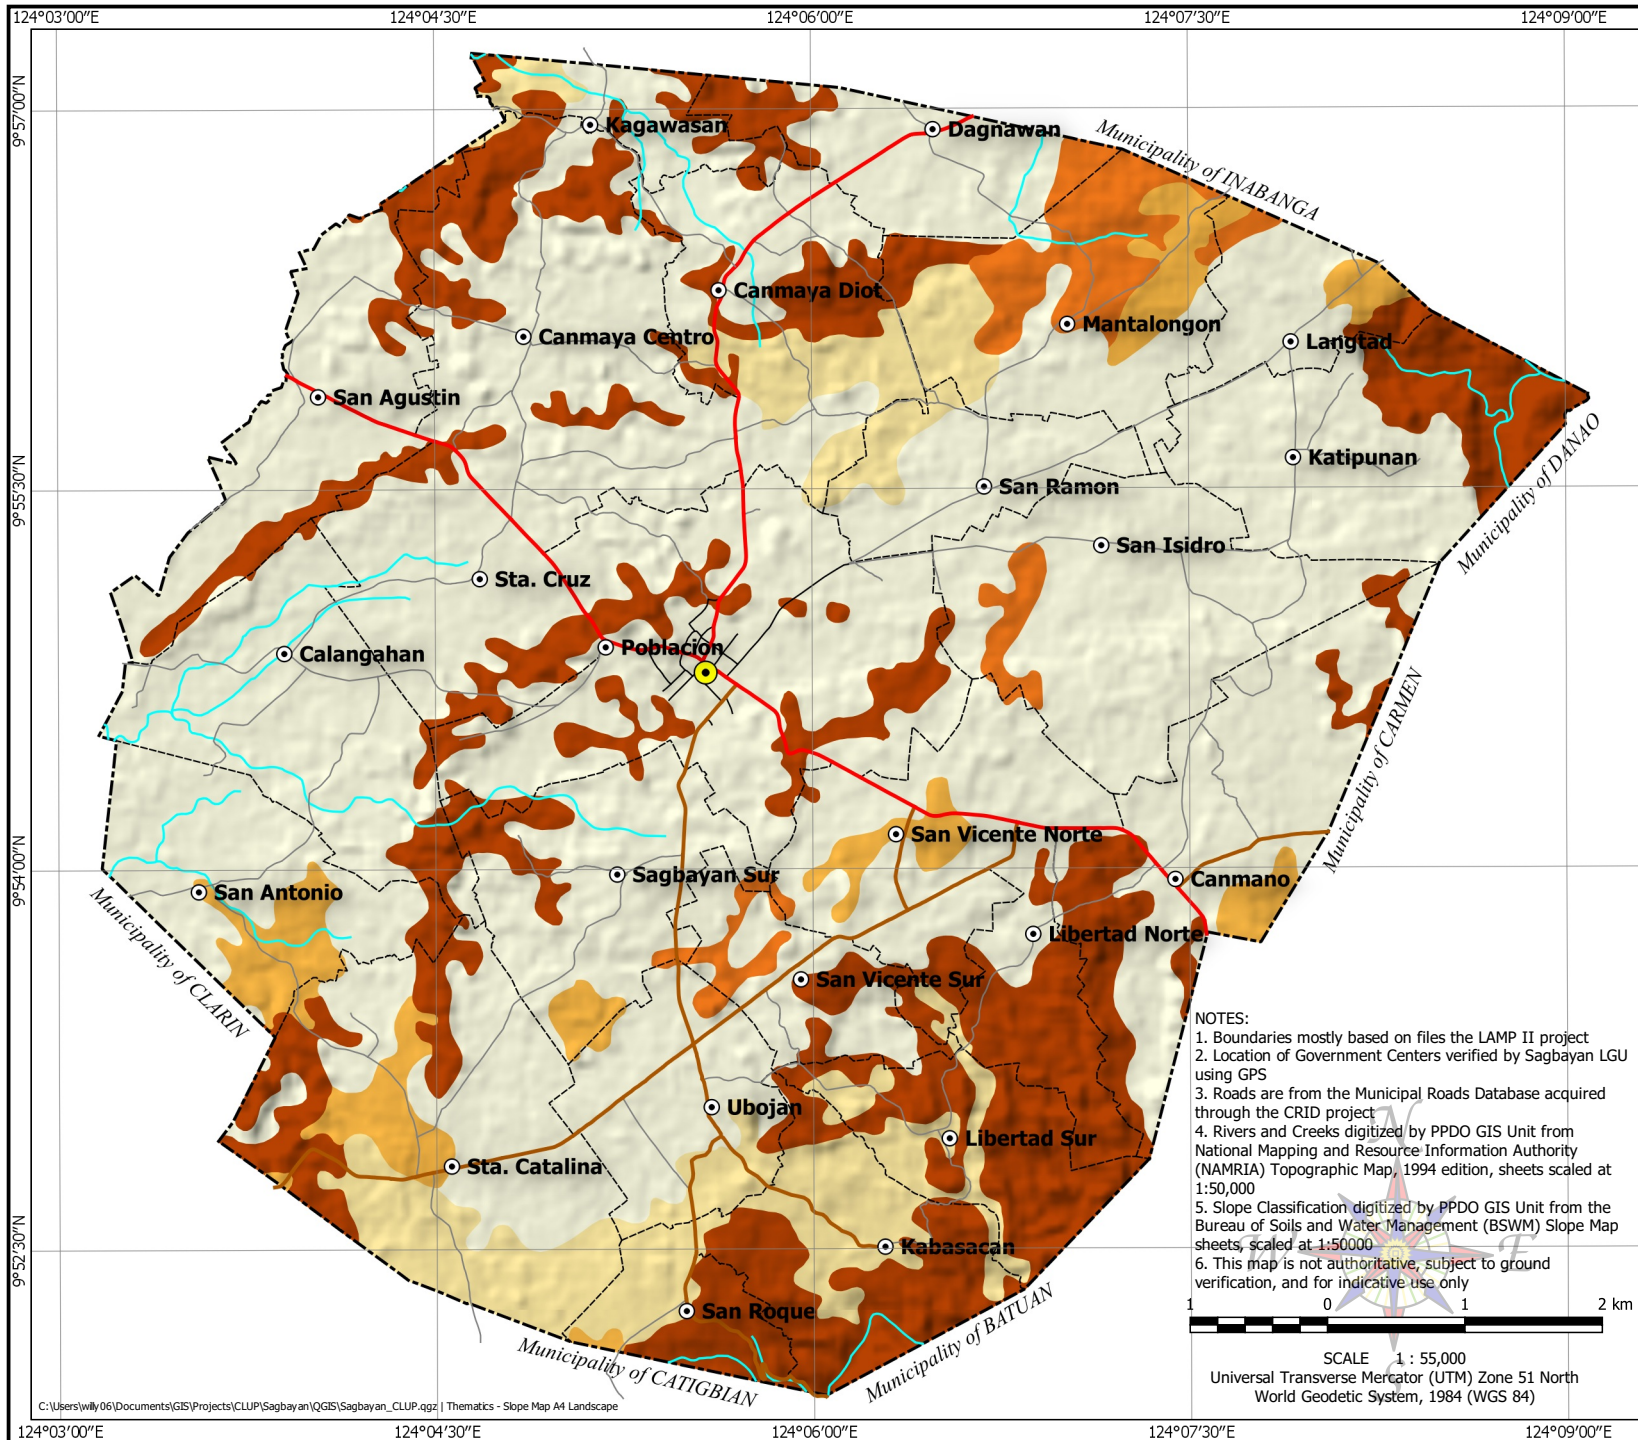 124°03′00″E
124°04′30″E
124°06′00″E
124°07′30″E
124°09′00″E
9°57′00″N
9°55′30″N
9°54′00″N
9°52′30″N
Kagawasan
Dagnawan
Municipality of INABANGA
Canmaya Diot
Canmaya Centro
Mantalongon
Langtad
San Agustin
Katipunan
Municipality of DANAO
San Ramon
San Isidro
Sta. Cruz
Calangahan
Poblacion
Municipality of CARMEN
San Vicente Norte
Sagbayan Sur
Canmano
San Antonio
Libertad Norte
Municipality of CLARIN
San Vicente Sur
Ubojan
Libertad Sur
Sta. Catalina
Kabasacan
San Roque
Municipality of BATUAN
Municipality of CATIGBIAN
NOTES:
1. Boundaries mostly based on files the LAMP II project
2. Location of Government Centers verified by Sagbayan LGU
using GPS
3. Roads are from the Municipal Roads Database acquired
through the CRID project
4. Rivers and Creeks digitized by PPDO GIS Unit from
National Mapping and Resource Information Authority
(NAMRIA) Topographic Map, 1994 edition, sheets scaled at
1:50,000
5. Slope Classification digitized by PPDO GIS Unit from the
Bureau of Soils and Water Management (BSWM) Slope Map
sheets, scaled at 1:50000
6. This map is not authoritative, subject to ground
verification, and for indicative use only
N
W
E
S
1 0 1 2 km
SCALE 1 : 55,000
Universal Transverse Mercator (UTM) Zone 51 North
World Geodetic System, 1984 (WGS 84)
C:\Users\willy06\Documents\GIS\Projects\CLUP\Sagbayan\QGIS\Sagbayan_CLUP.qgz | Thematics - Slope Map A4 Landscape
124°03′00″E
124°04′30″E
124°06′00″E
124°07′30″E
124°09′00″E